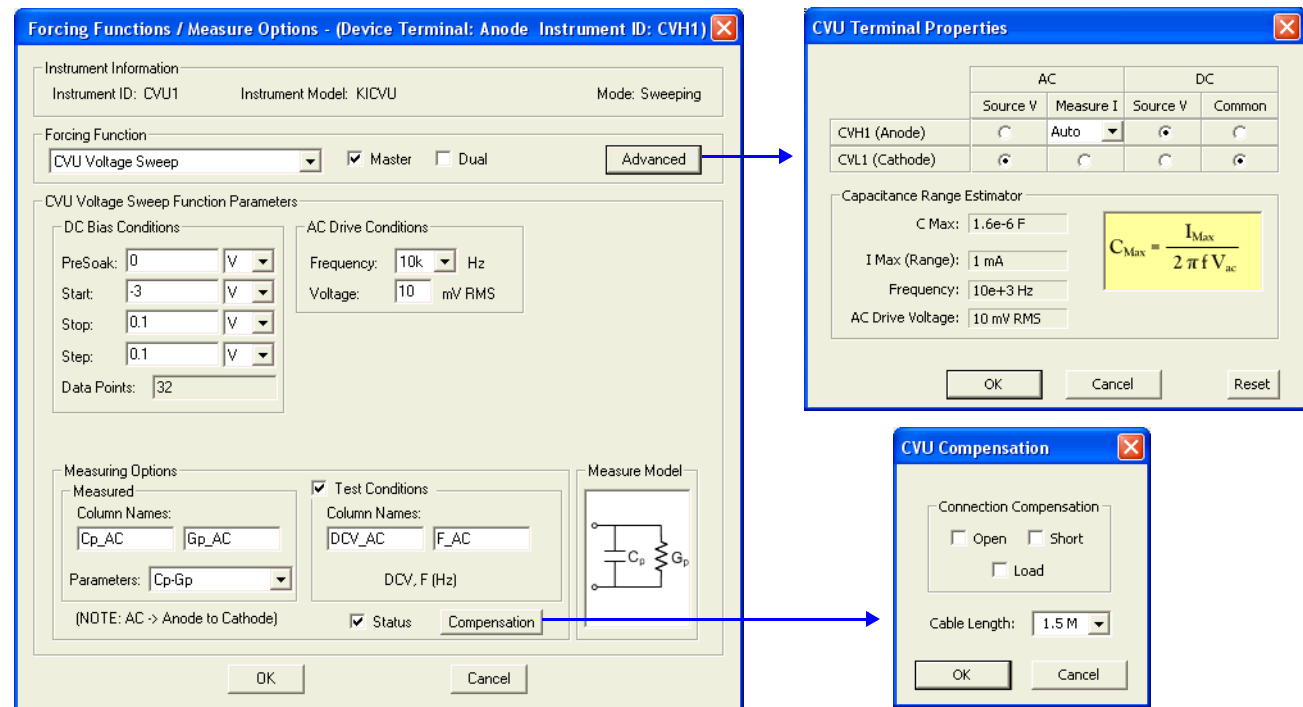 Forcing Functions / Measure Options - (Device Terminal: Anode Instrument ID: CVH1)
Instrument Information
Instrument ID: CVU1 Instrument Model: KICVU Mode: Sweeping
Forcing Function
CVU Voltage Sweep Master Dual Advanced
CVU Voltage Sweep Function Parameters
DC Bias Conditions
PreSoak: 0 V
Start: -3 V
Stop: 0.1 V
Step: 0.1 V
Data Points: 32
AC Drive Conditions
Frequency: 10k Hz
Voltage: 10 mV RMS
Measuring Options
Measured
Column Names:
Cp_AC Gp_AC
Parameters: Cp-Gp
(NOTE: AC -> Anode to Cathode)
Test Conditions
Column Names:
DCV_AC F_AC
DCV, F (Hz)
Status Compensation
Measure Model
Cp Gp
OK Cancel
CVU Terminal Properties
AC DC
Source V Measure I Source V Common
CVH1 (Anode) Auto
CVL1 (Cathode)
Capacitance Range Estimator
C Max: 1.6e-6 F
I Max (Range): 1 mA
Frequency: 10e+3 Hz
AC Drive Voltage: 10 mV RMS
C_Max = I_Max / 2 π f V_ac
OK Cancel Reset
CVU Compensation
Connection Compensation
Open Short
Load
Cable Length: 1.5 M
OK Cancel